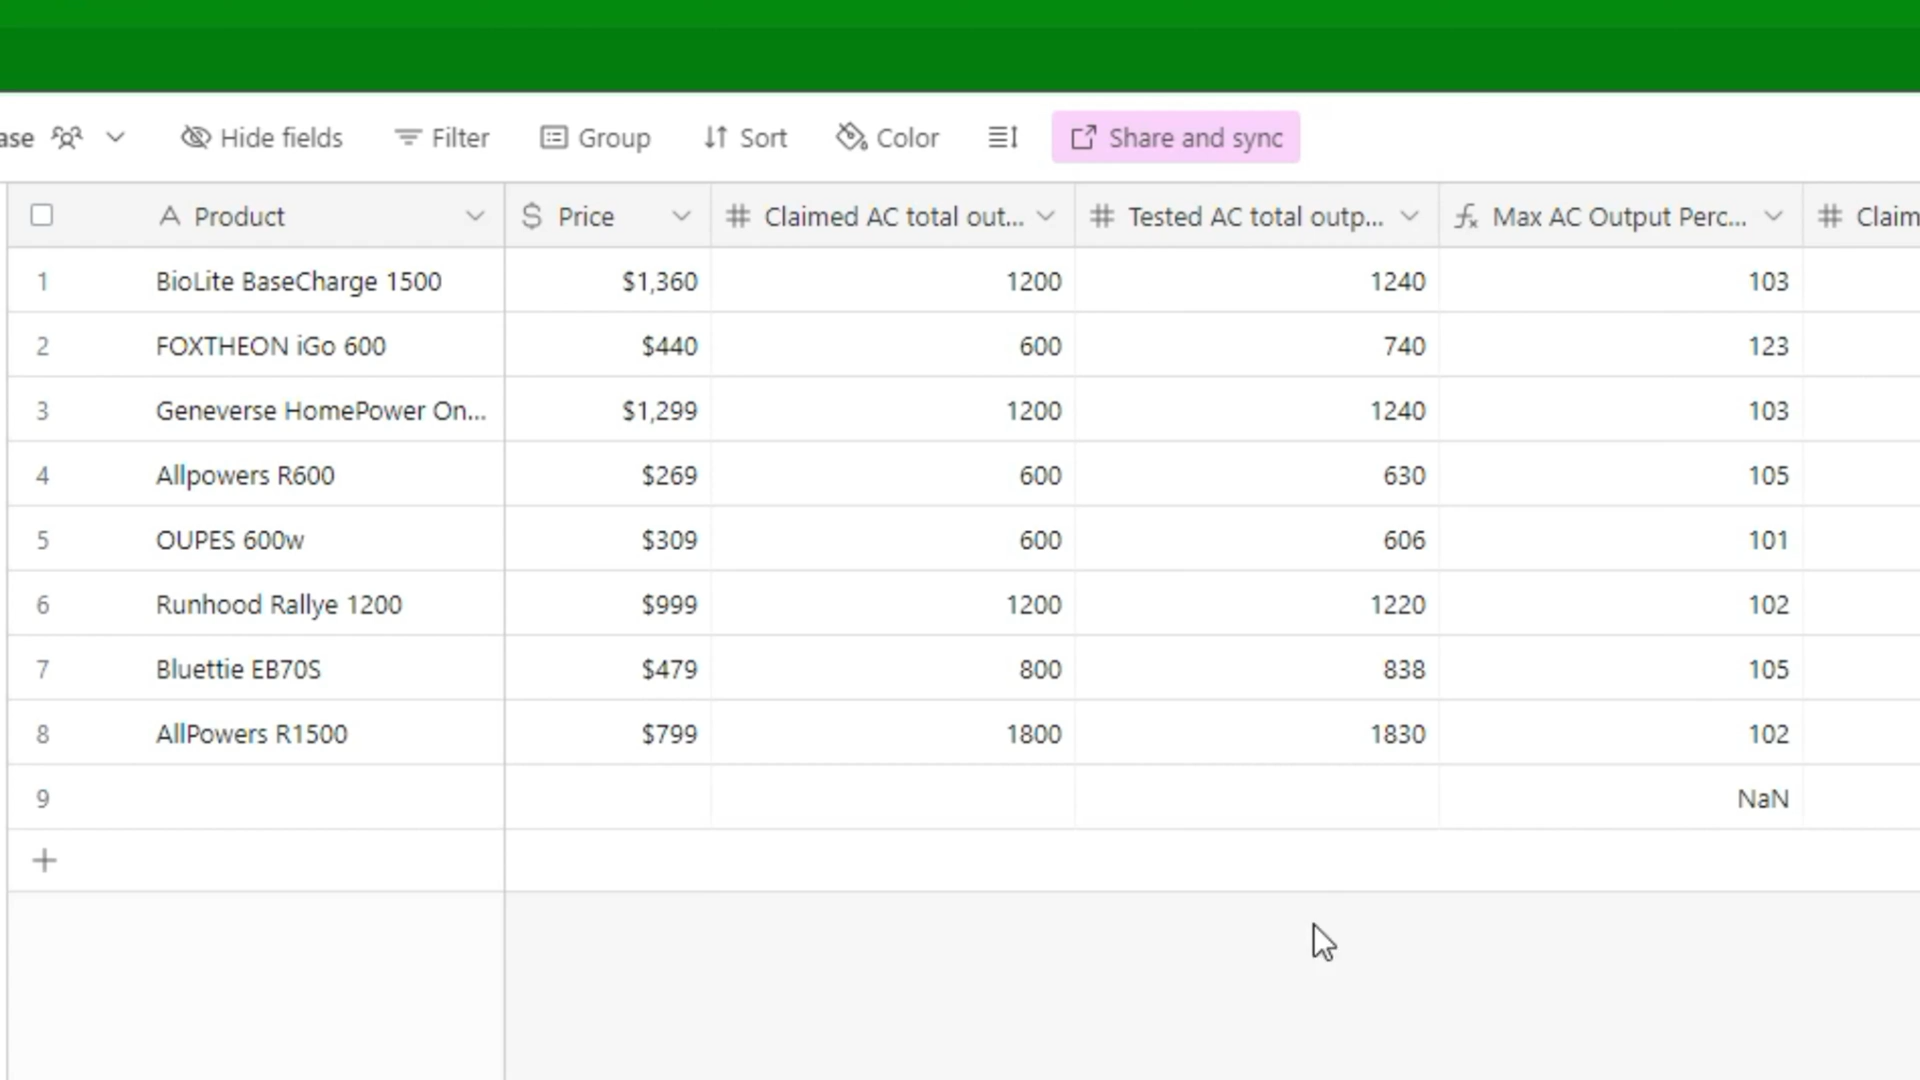 ase Hide fields Filter Group Sort Color Share and sync
Product Price Claimed AC total out... Tested AC total outp... Max AC Output Perc... Claim
1 BioLite BaseCharge 1500 $1,360 1200 1240 103
2 FOXTHEON iGo 600 $440 600 740 123
3 Geneverse HomePower On... $1,299 1200 1240 103
4 Allpowers R600 $269 600 630 105
5 OUPES 600w $309 600 606 101
6 Runhood Rallye 1200 $999 1200 1220 102
7 Bluettie EB70S $479 800 838 105
8 AllPowers R1500 $799 1800 1830 102
9 NaN